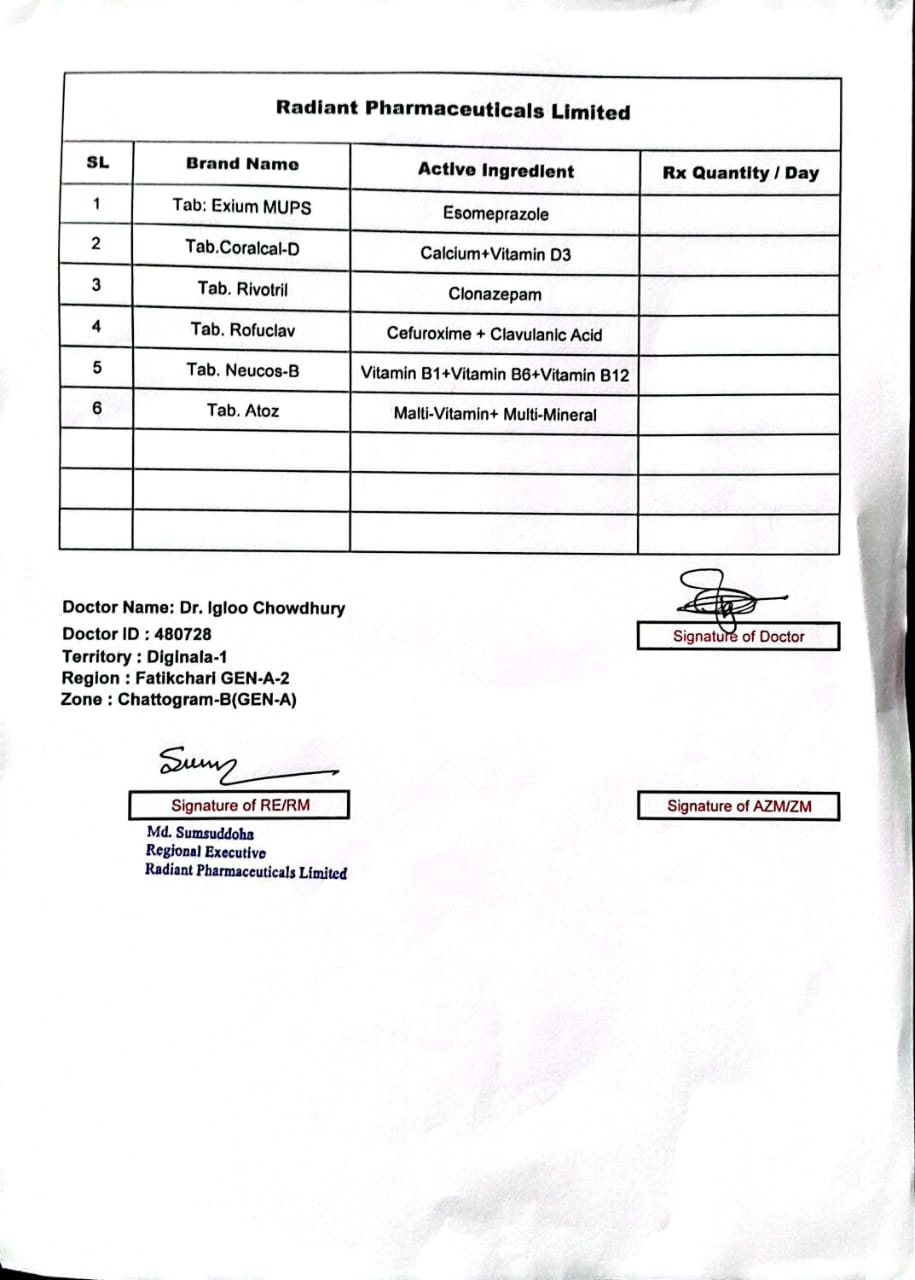 Radiant Pharmaceuticals Limited
SL Brand Name Active Ingredient Rx Quantity / Day
1 Tab: Exium MUPS Esomeprazole
2 Tab.Coralcal-D Calcium+Vitamin D3
3 Tab. Rivotril Clonazepam
4 Tab. Rofuclav Cefuroxime + Clavulanic Acid
5 Tab. Neucos-B Vitamin B1+Vitamin B6+Vitamin B12
6 Tab. Atoz Malti-Vitamin+ Multi-Mineral
Doctor Name: Dr. Igloo Chowdhury
Doctor ID : 480728
Territory : Diginala-1
Region : Fatikchari GEN-A-2
Zone : Chattogram-B(GEN-A)
Signature of Doctor
Signature of RE/RM
Md. Sumsuddoha
Regional Executive
Radiant Pharmaceuticals Limited
Signature of AZM/ZM